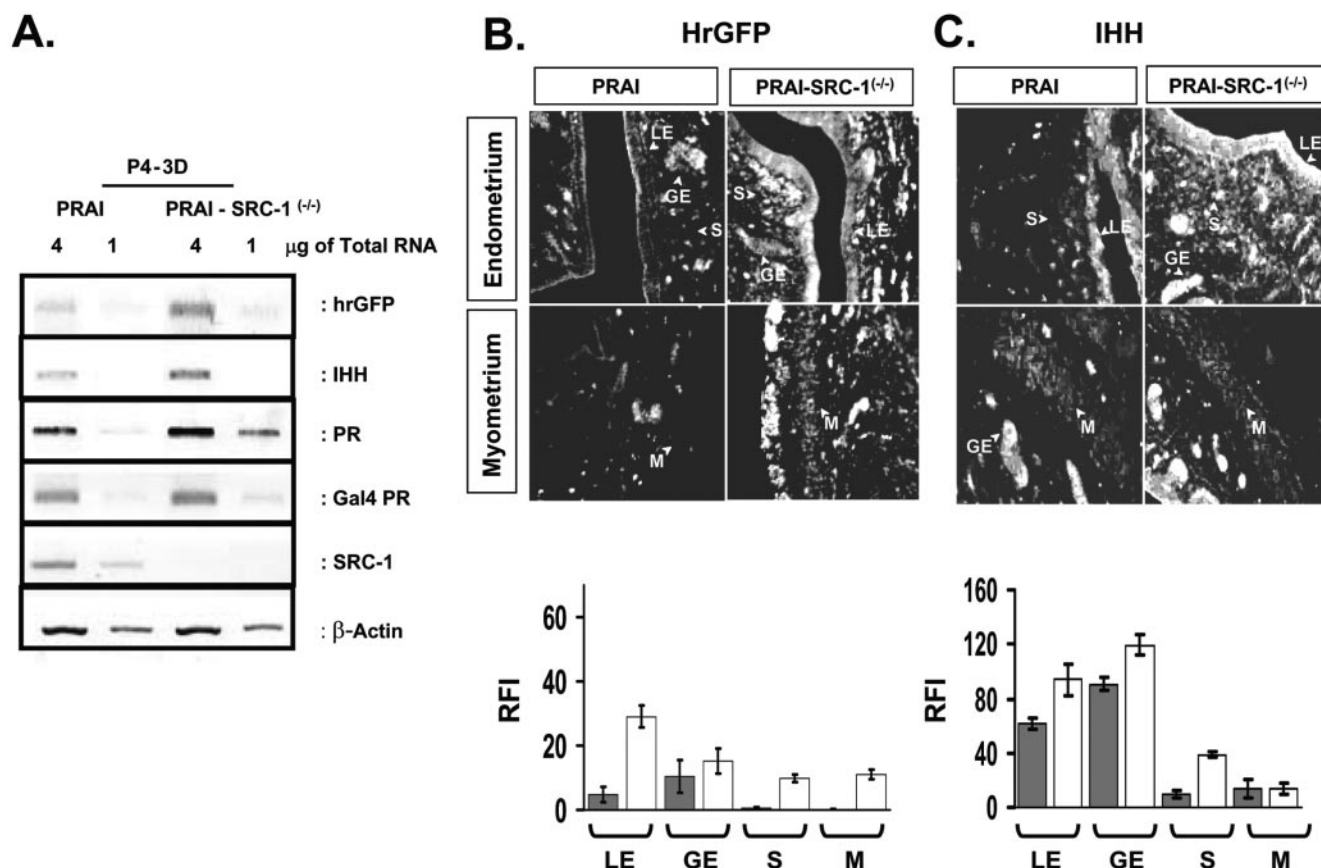 A.
P4-3D
PRAI PRAI - SRC-1 (-/-)
4 1 4 1 μg of Total RNA
: hrGFP
: IHH
: PR
: Gal4 PR
: SRC-1
: β-Actin
B. HrGFP
PRAI PRAI-SRC-1(-/-)
Endometrium
LE
GE
S
S
GE
LE
Myometrium
M
M
RFI
60
40
20
0
LE GE S M
C. IHH
PRAI PRAI-SRC-1(-/-)
S
LE
LE
S
GE
GE
M
M
RFI
160
120
80
40
0
LE GE S M